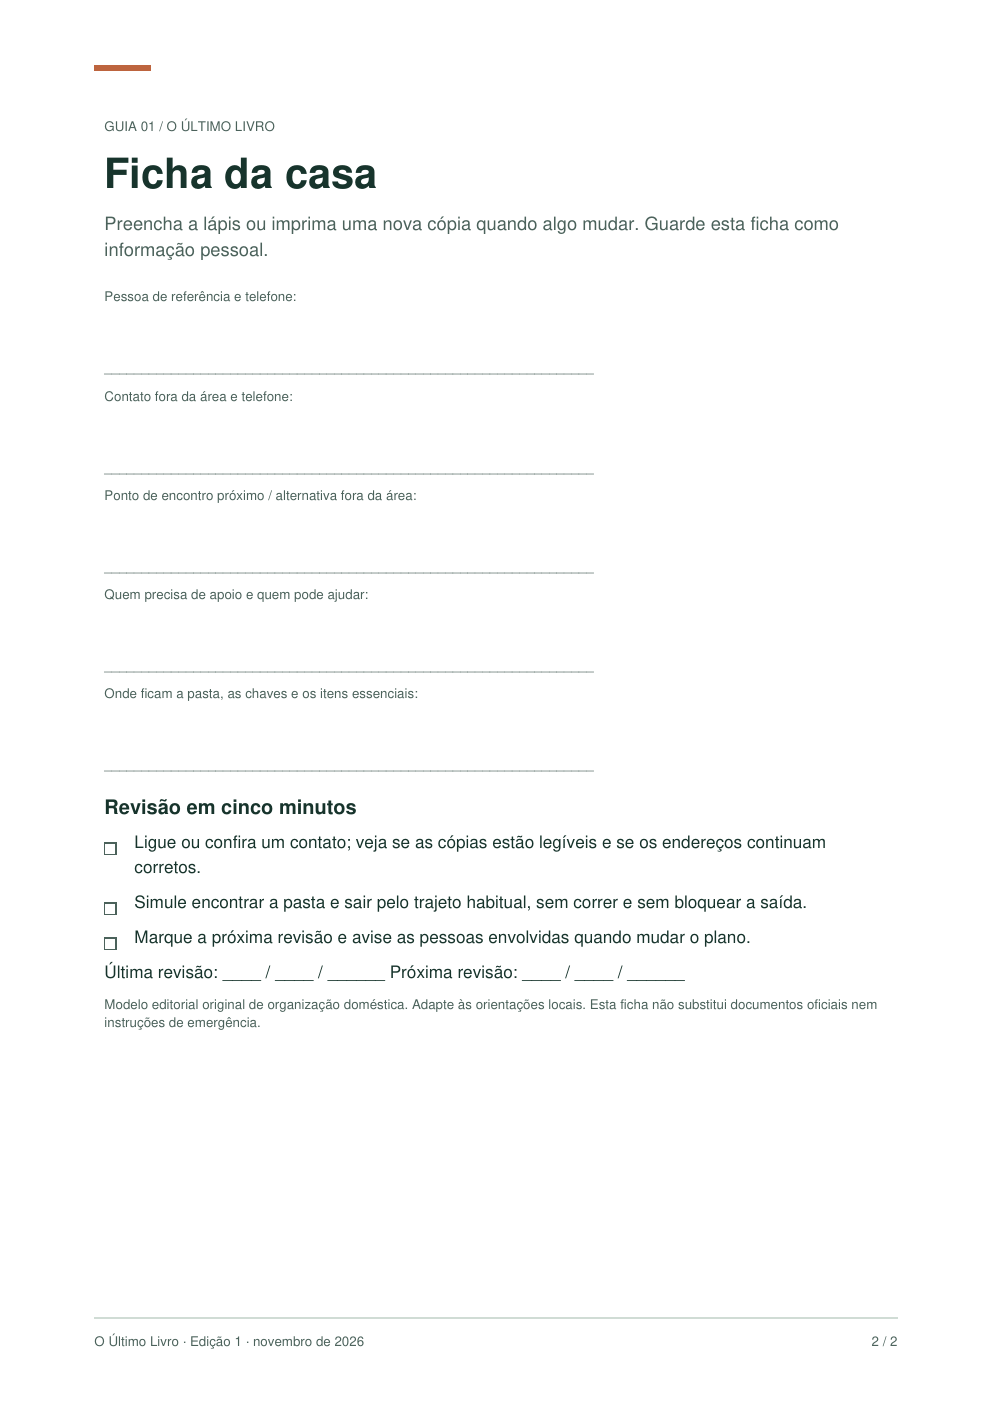 GUIA 01 / O ÚLTIMO LIVRO
Ficha da casa
Preencha a lápis ou imprima uma nova cópia quando algo mudar. Guarde esta ficha como
informação pessoal.
Pessoa de referência e telefone:
Contato fora da área e telefone:
Ponto de encontro próximo / alternativa fora da área:
Quem precisa de apoio e quem pode ajudar:
Onde ficam a pasta, as chaves e os itens essenciais:
Revisão em cinco minutos
Ligue ou confira um contato; veja se as cópias estão legíveis e se os endereços continuam
corretos.
Simule encontrar a pasta e sair pelo trajeto habitual, sem correr e sem bloquear a saída.
Marque a próxima revisão e avise as pessoas envolvidas quando mudar o plano.
Última revisão: ____ / ____ / ______ Próxima revisão: ____ / ____ / ______
Modelo editorial original de organização doméstica. Adapte às orientações locais. Esta ficha não substitui documentos oficiais nem
instruções de emergência.
O Último Livro · Edição 1 · novembro de 2026
2 / 2